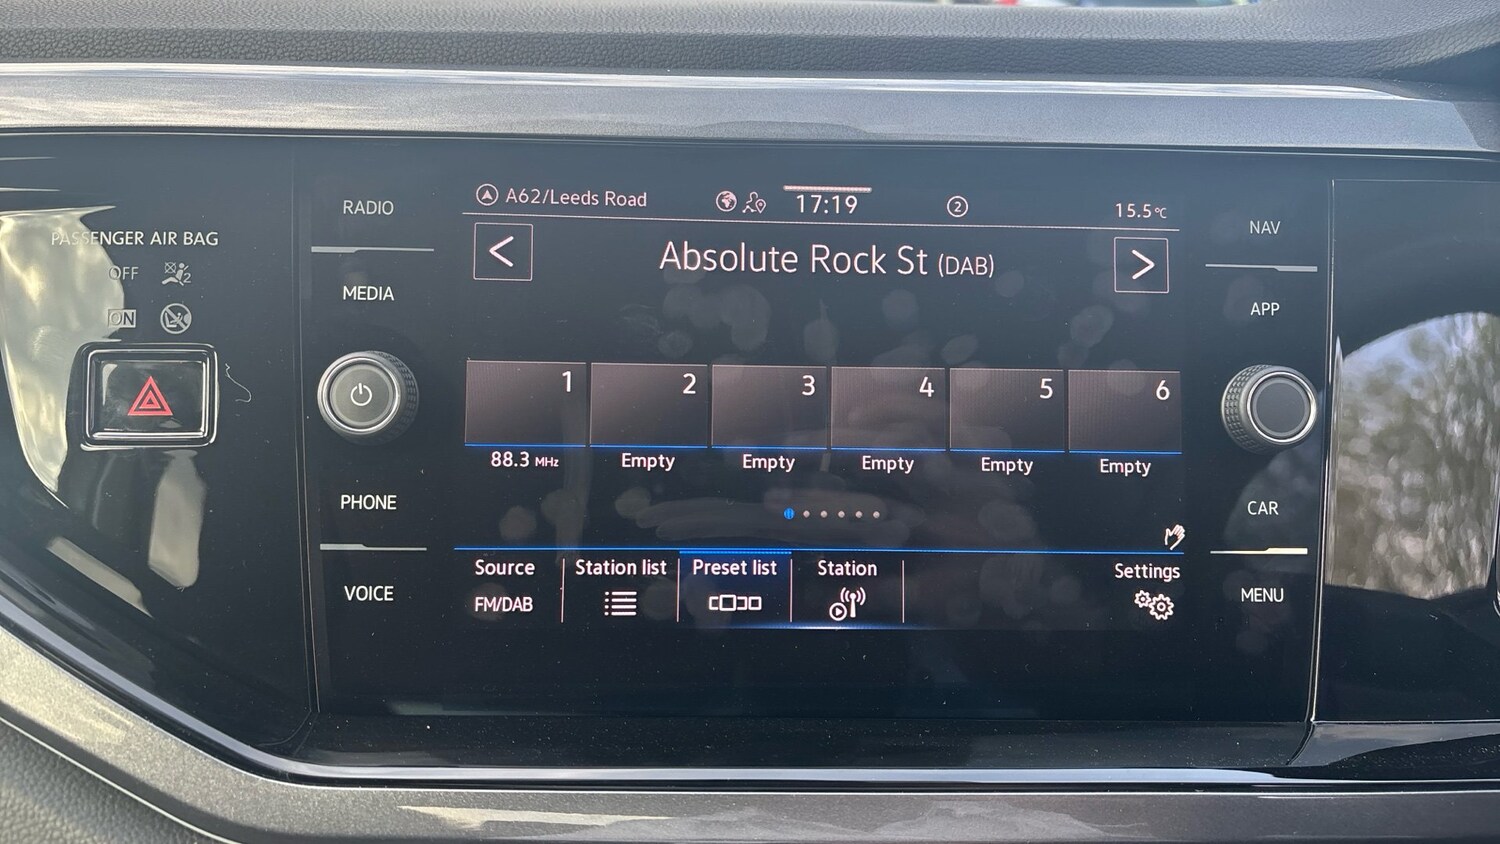 PASSENGER AIR BAG
OFF
2
ON
RADIO
MEDIA
PHONE
VOICE
A62/Leeds Road
17:19
2
15.5°C
< Absolute Rock St (DAB) >
1 2 3 4 5 6
88.3 MHz Empty Empty Empty Empty Empty
Source Station list Preset list Station Settings
FM/DAB
NAV
APP
CAR
MENU